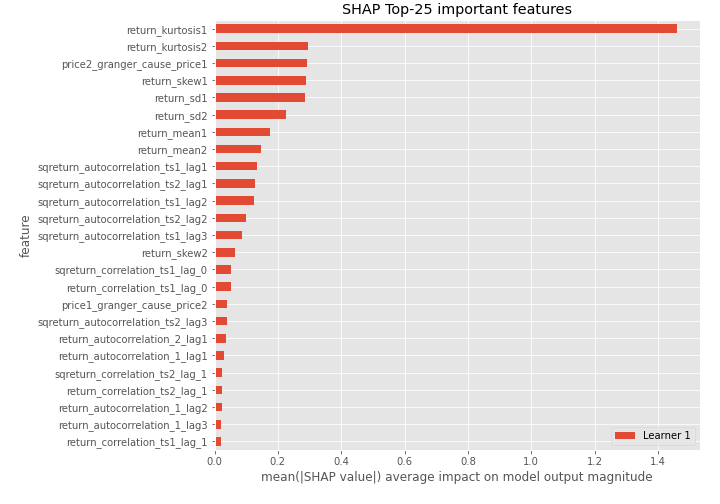 SHAP Top-25 important features
return_kurtosis1
return_kurtosis2
price2_granger_cause_price1
return_skew1
return_sd1
return_sd2
return_mean1
return_mean2
sqreturn_autocorrelation_ts1_lag1
sqreturn_autocorrelation_ts2_lag1
sqreturn_autocorrelation_ts1_lag2
sqreturn_autocorrelation_ts2_lag2
sqreturn_autocorrelation_ts1_lag3
return_skew2
sqreturn_correlation_ts1_lag_0
return_correlation_ts1_lag_0
price1_granger_cause_price2
sqreturn_autocorrelation_ts2_lag3
return_autocorrelation_2_lag1
return_autocorrelation_1_lag1
sqreturn_correlation_ts2_lag_1
return_correlation_ts2_lag_1
return_autocorrelation_1_lag2
return_autocorrelation_1_lag3
return_correlation_ts1_lag_1
feature
Learner 1
0.0 0.2 0.4 0.6 0.8 1.0 1.2 1.4
mean(|SHAP value|) average impact on model output magnitude